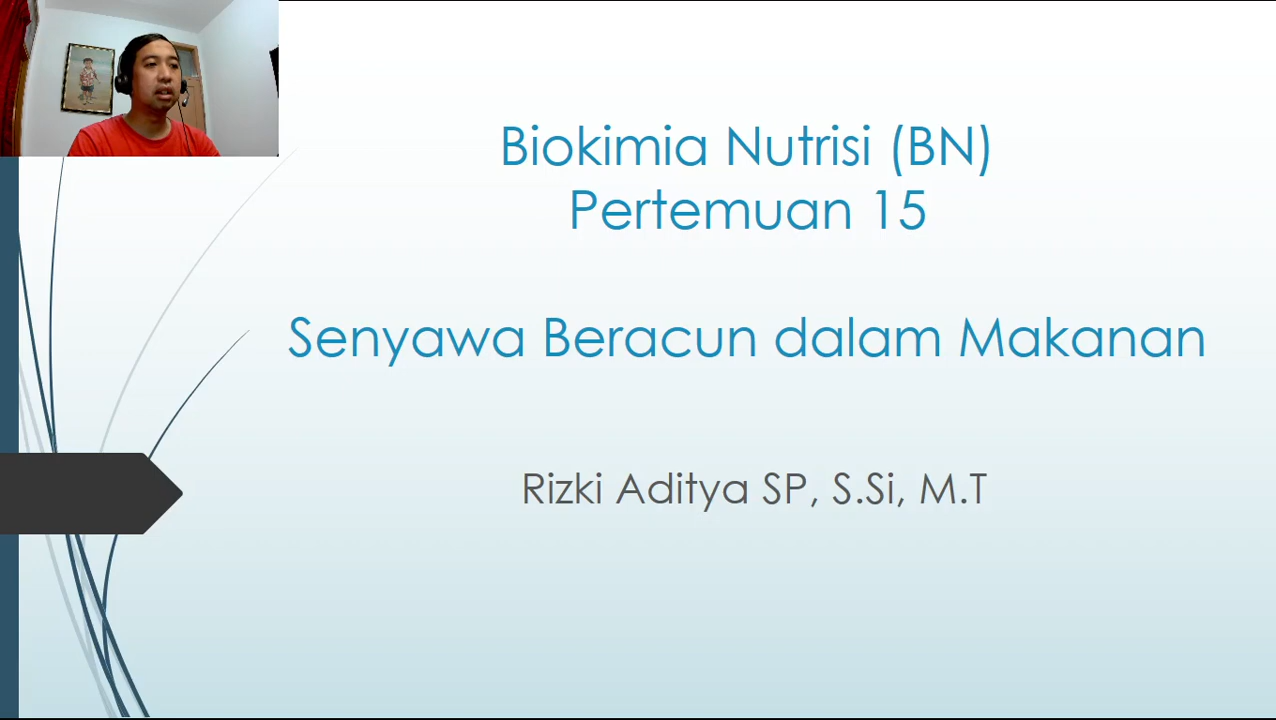 Biokimia Nutrisi (BN)
Pertemuan 15
Senyawa Beracun dalam Makanan
Rizki Aditya SP, S.Si, M.T